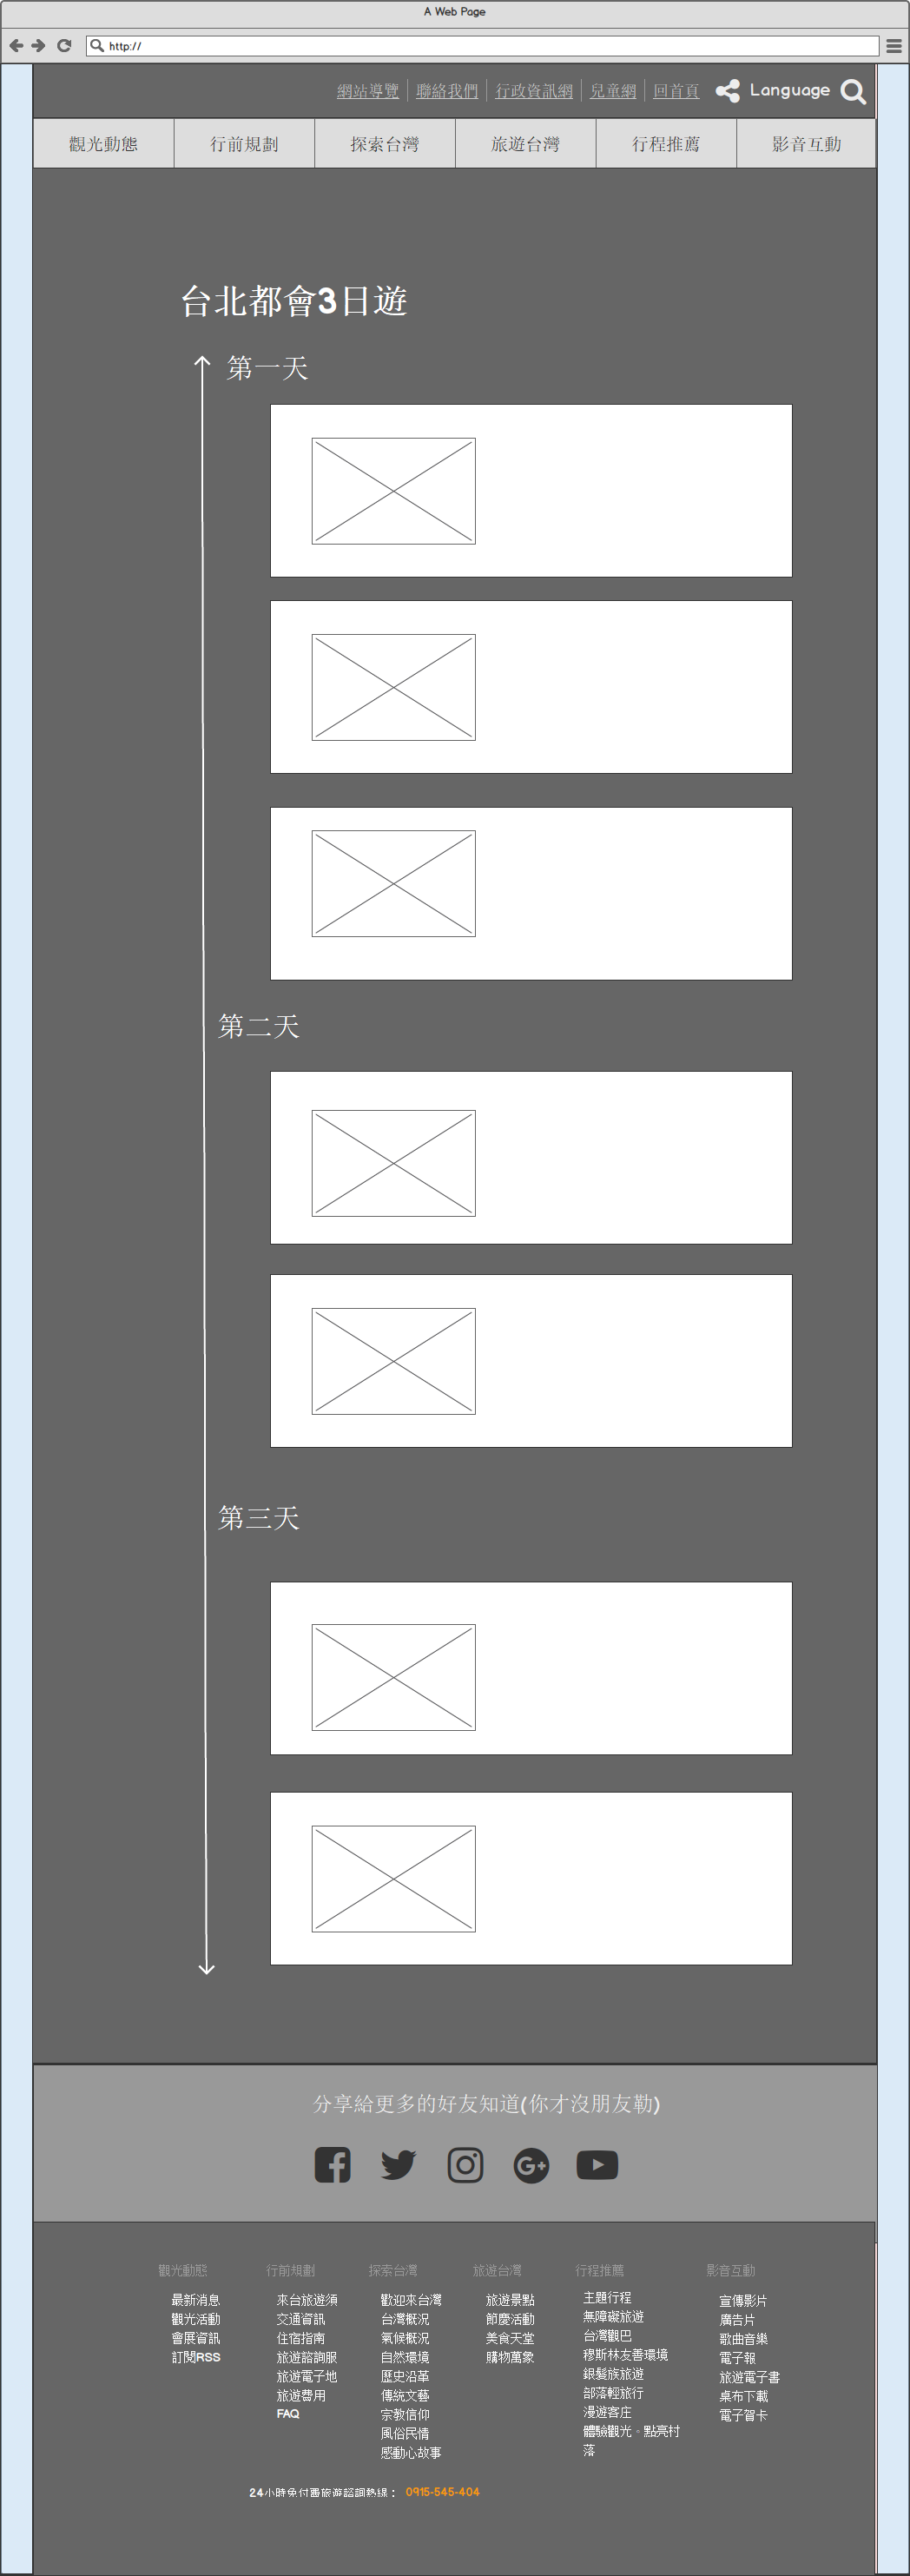 A Web Page
http://
網站導覽 聯絡我們 行政資訊網 兒童網 回首頁 Language
觀光動態 行前規劃 探索台灣 旅遊台灣 行程推薦 影音互動
台北都會3日遊
第一天
第二天
第三天
分享給更多的好友知道(你才沒朋友勒)
觀光動態
最新消息
觀光活動
會展資訊
訂閱RSS
行前規劃
來台旅遊須
交通資訊
住宿指南
旅遊諮詢服
旅遊電子地
旅遊費用
FAQ
探索台灣
歡迎來台灣
台灣概況
氣候概況
自然環境
歷史沿革
傳統文藝
宗教信仰
風俗民情
感動心故事
旅遊台灣
旅遊景點
節慶活動
美食天堂
購物萬象
行程推薦
主題行程
無障礙旅遊
台灣觀巴
穆斯林友善環境
銀髮族旅遊
部落輕旅行
漫遊客庄
體驗觀光。點亮村
落
影音互動
宣傳影片
廣告片
歌曲音樂
電子報
旅遊電子書
桌布下載
電子賀卡
24小時免付費旅遊諮詢熱線： 0915-545-404